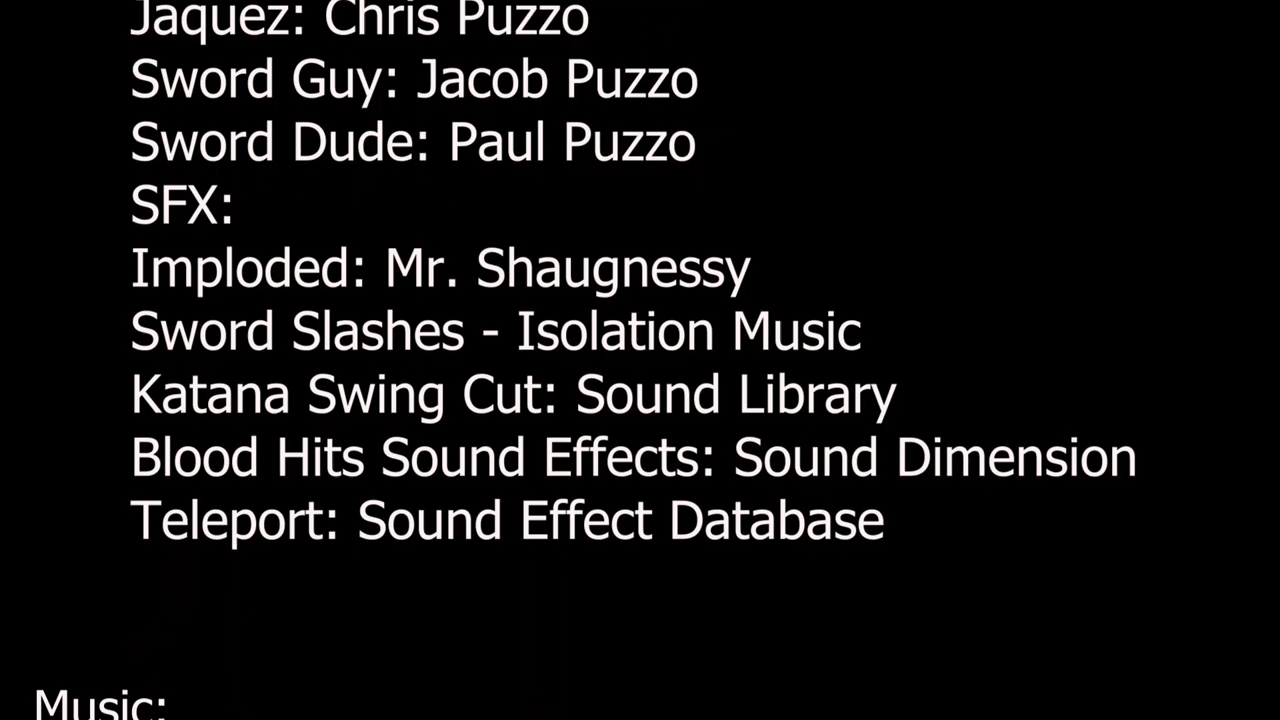 Jaquez: Chris Puzzo
Sword Guy: Jacob Puzzo
Sword Dude: Paul Puzzo
SFX:
Imploded: Mr. Shaugnessy
Sword Slashes - Isolation Music
Katana Swing Cut: Sound Library
Blood Hits Sound Effects: Sound Dimension
Teleport: Sound Effect Database
Music: